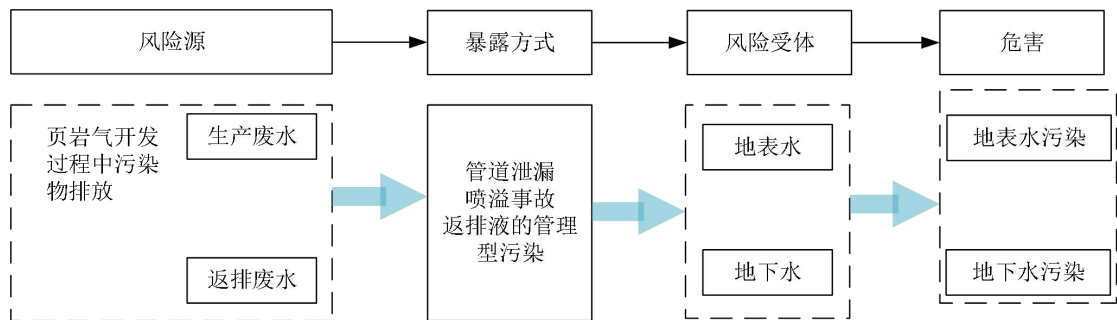 风险源
暴露方式
风险受体
危害
页岩气开发
过程中污染
物排放
生产废水
返排废水
管道泄漏
喷溢事故
返排液的管理
型污染
地表水
地下水
地表水污染
地下水污染